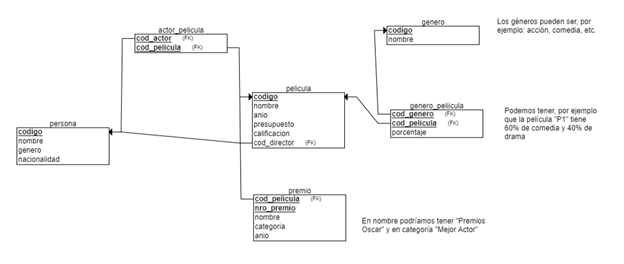 actor_pelicula
cod_actor (FK)
cod_pelicula (FK)
genero
codigo
nombre
Los géneros pueden ser, por
ejemplo: acción, comedia, etc.
pelicula
codigo
nombre
anio
presupuesto
calificacion
cod_director (FK)
genero_peliicula
cod_genero (FK)
cod_pelicula (FK)
porcentaje
Podemos tener, por ejemplo
que la película "P1" tiene
60% de comedia y 40% de
drama
persona
codigo
nombre
genero
nacionalidad
premio
cod_pelicula (FK)
nro_premio
nombre
categoria
anio
En nombre podríamos tener "Premios
Oscar" y en categoría "Mejor Actor"